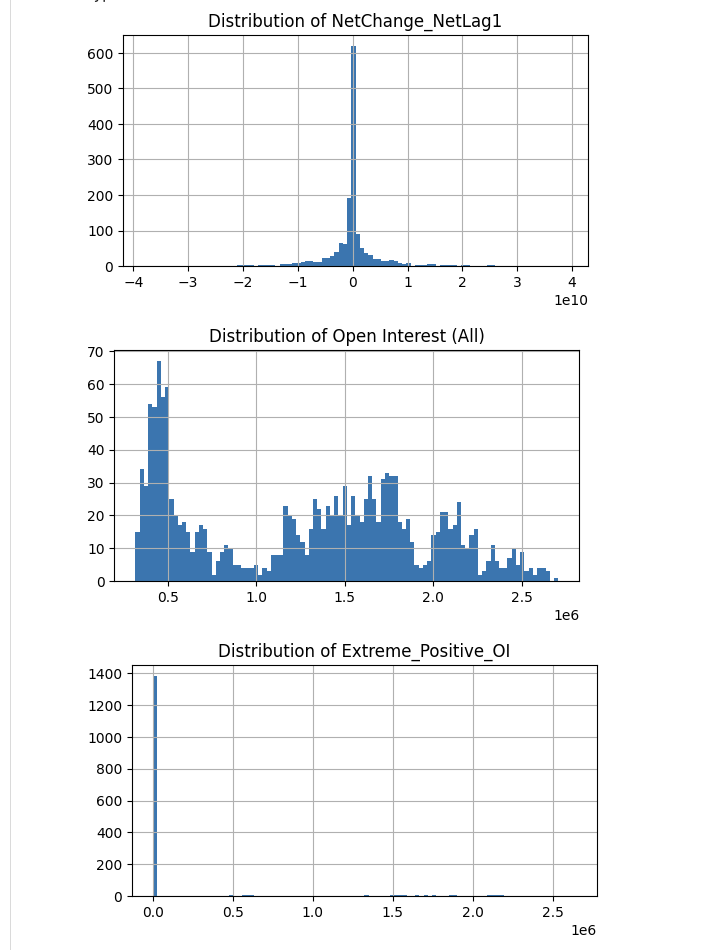 Distribution of NetChange_NetLag1
600
500
400
300
200
100
0
−4 −3 −2 −1 0 1 2 3 4
1e10
Distribution of Open Interest (All)
70
60
50
40
30
20
10
0
0.5 1.0 1.5 2.0 2.5
1e6
Distribution of Extreme_Positive_OI
1400
1200
1000
800
600
400
200
0
0.0 0.5 1.0 1.5 2.0 2.5
1e6